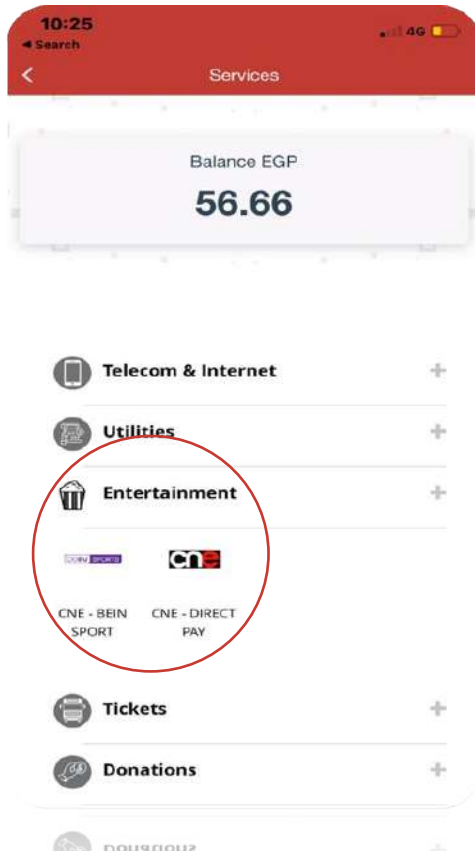 10:25
◀ Search
4G
Services
Balance EGP
56.66
Telecom & Internet
Utilities
Entertainment
beIN SPORTS
cne
CNE - BEIN SPORT
CNE - DIRECT PAY
Tickets
Donations